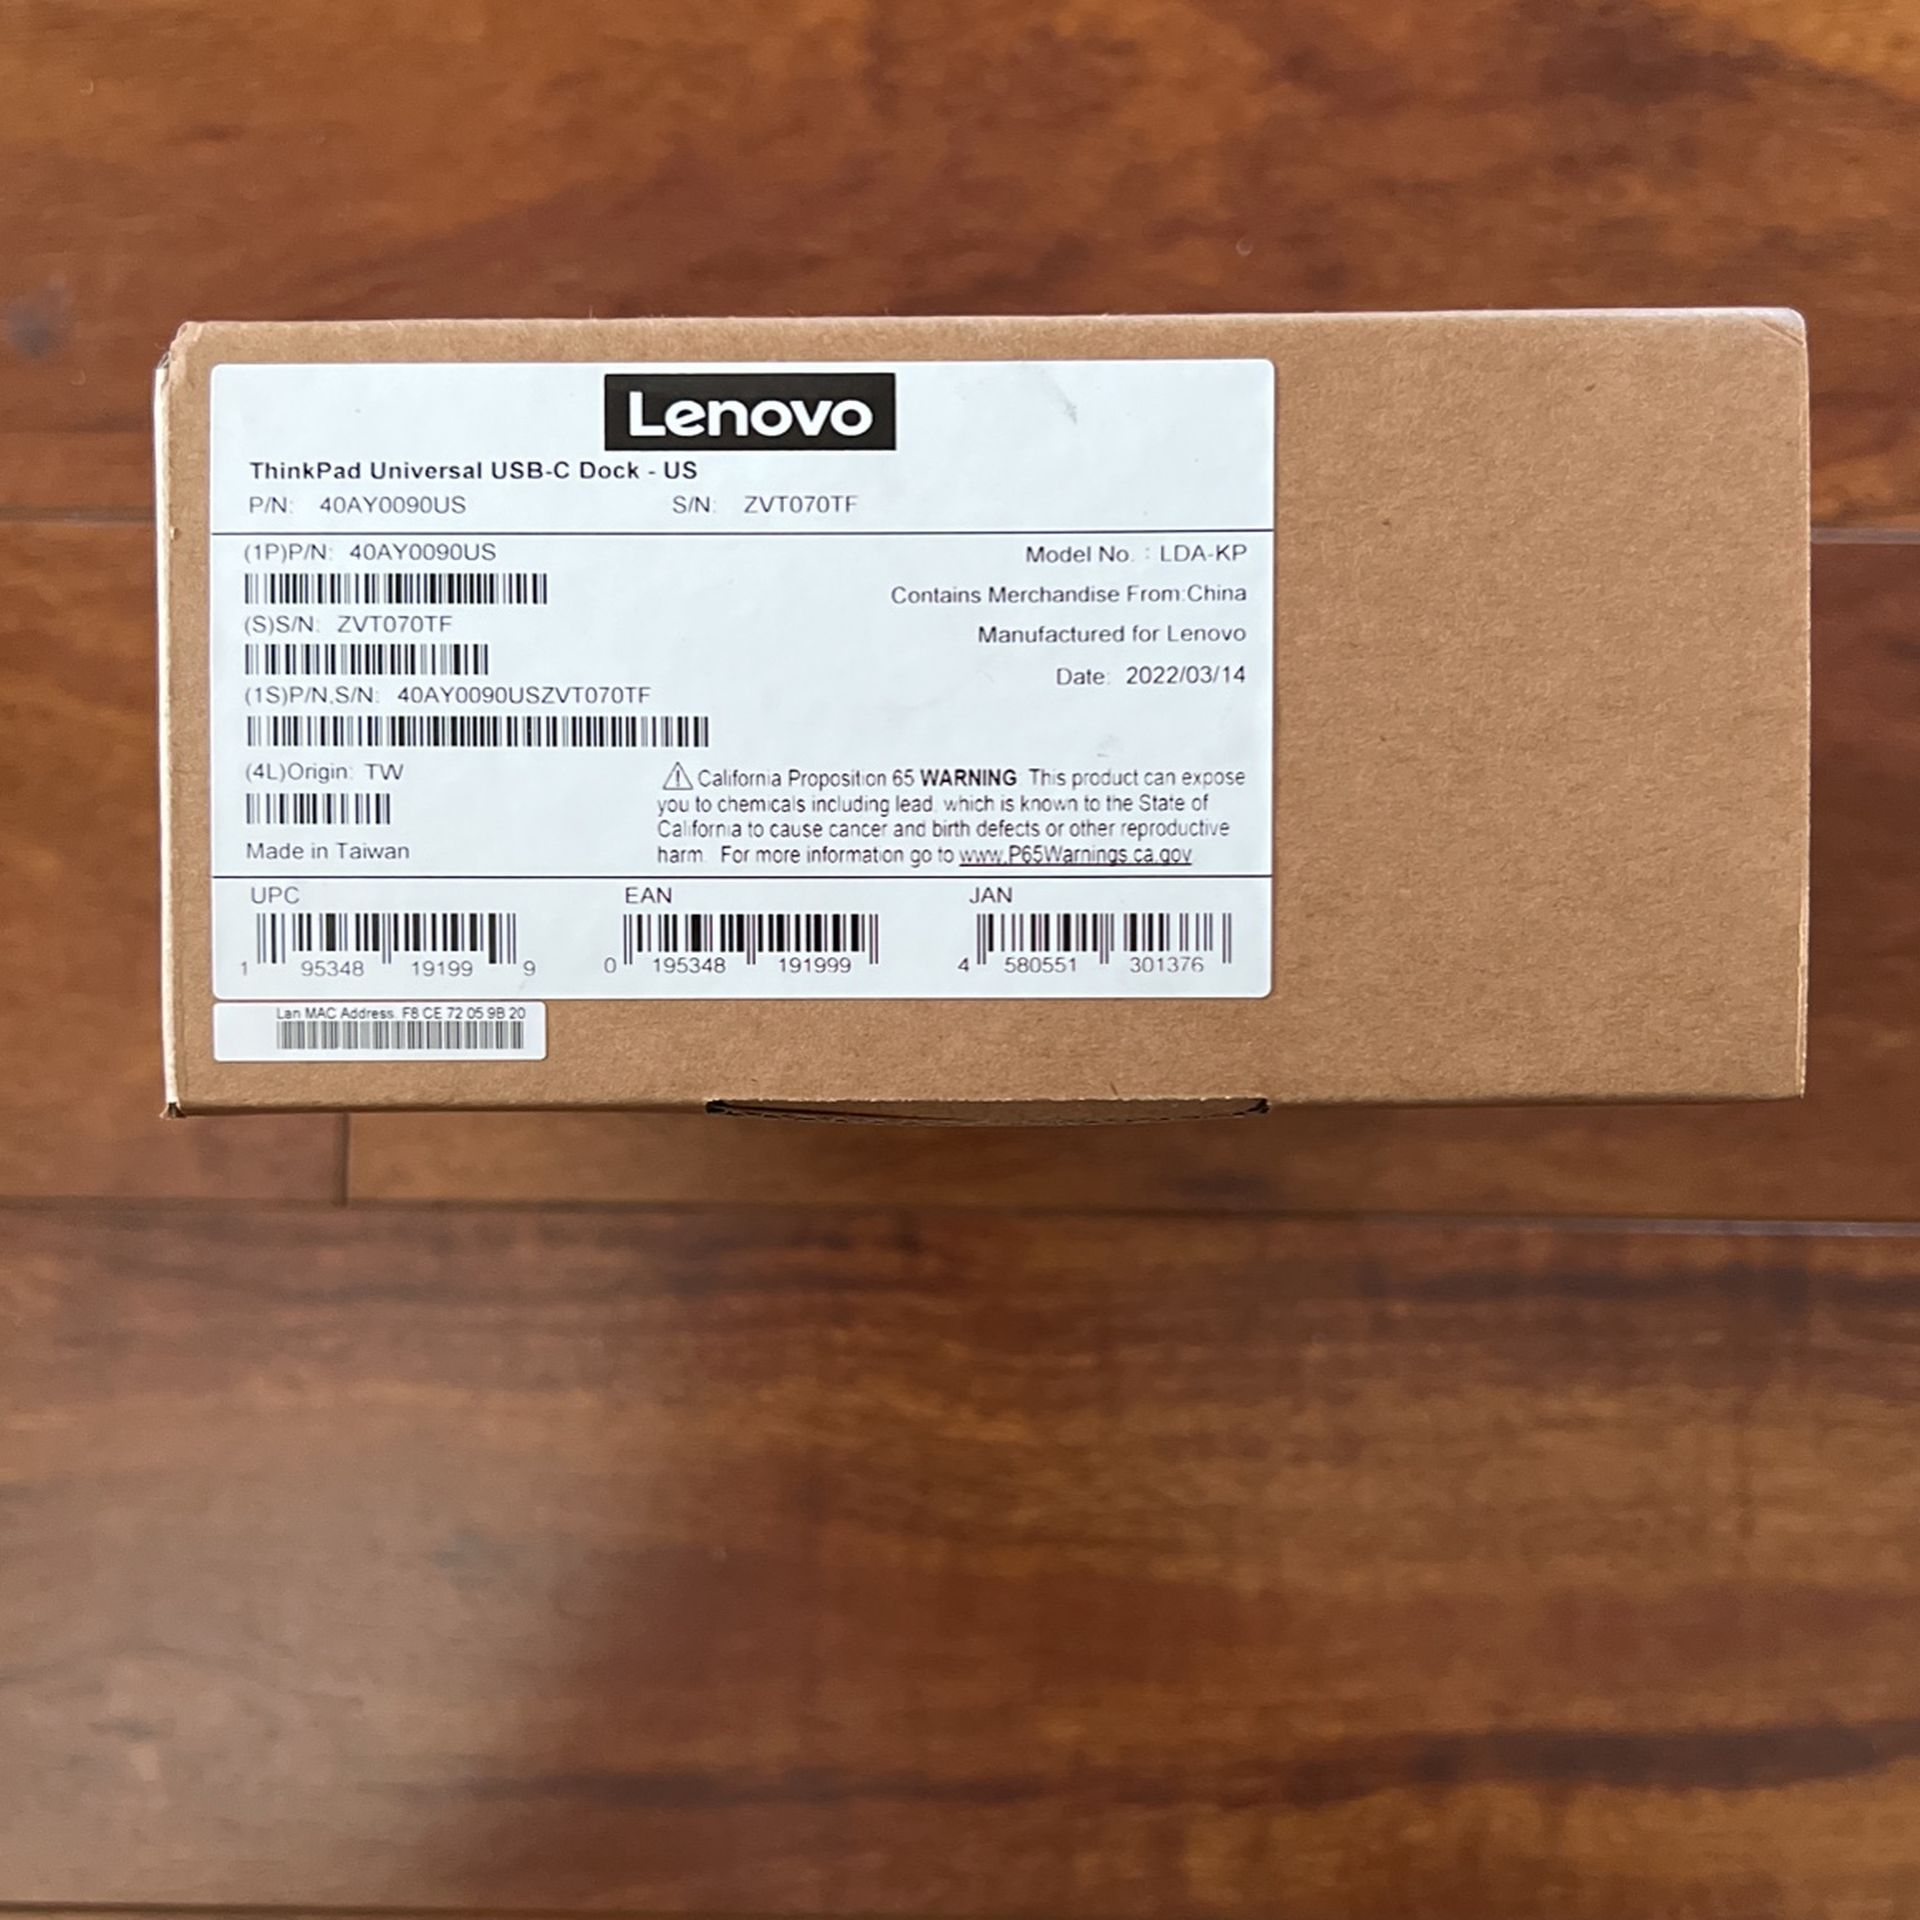 Lenovo
ThinkPad Universal USB-C Dock - US
P/N: 40AY0090US S/N: ZVT070TF
(1P)P/N: 40AY0090US
Model No. : LDA-KP
Contains Merchandise From:China
(S)S/N: ZVT070TF
Manufactured for Lenovo
Date: 2022/03/14
(1S)P/N,S/N: 40AY0090USZVT070TF
(4L)Origin: TW
Made in Taiwan
California Proposition 65 WARNING This product can expose
you to chemicals including lead, which is known to the State of
California to cause cancer and birth defects or other reproductive
harm. For more information go to www.P65Warnings.ca.gov
UPC EAN JAN
1 95348 19199 9 0 195348 191999 4 580551 301376
Lan MAC Address. F8 CE 72 05 9B 20